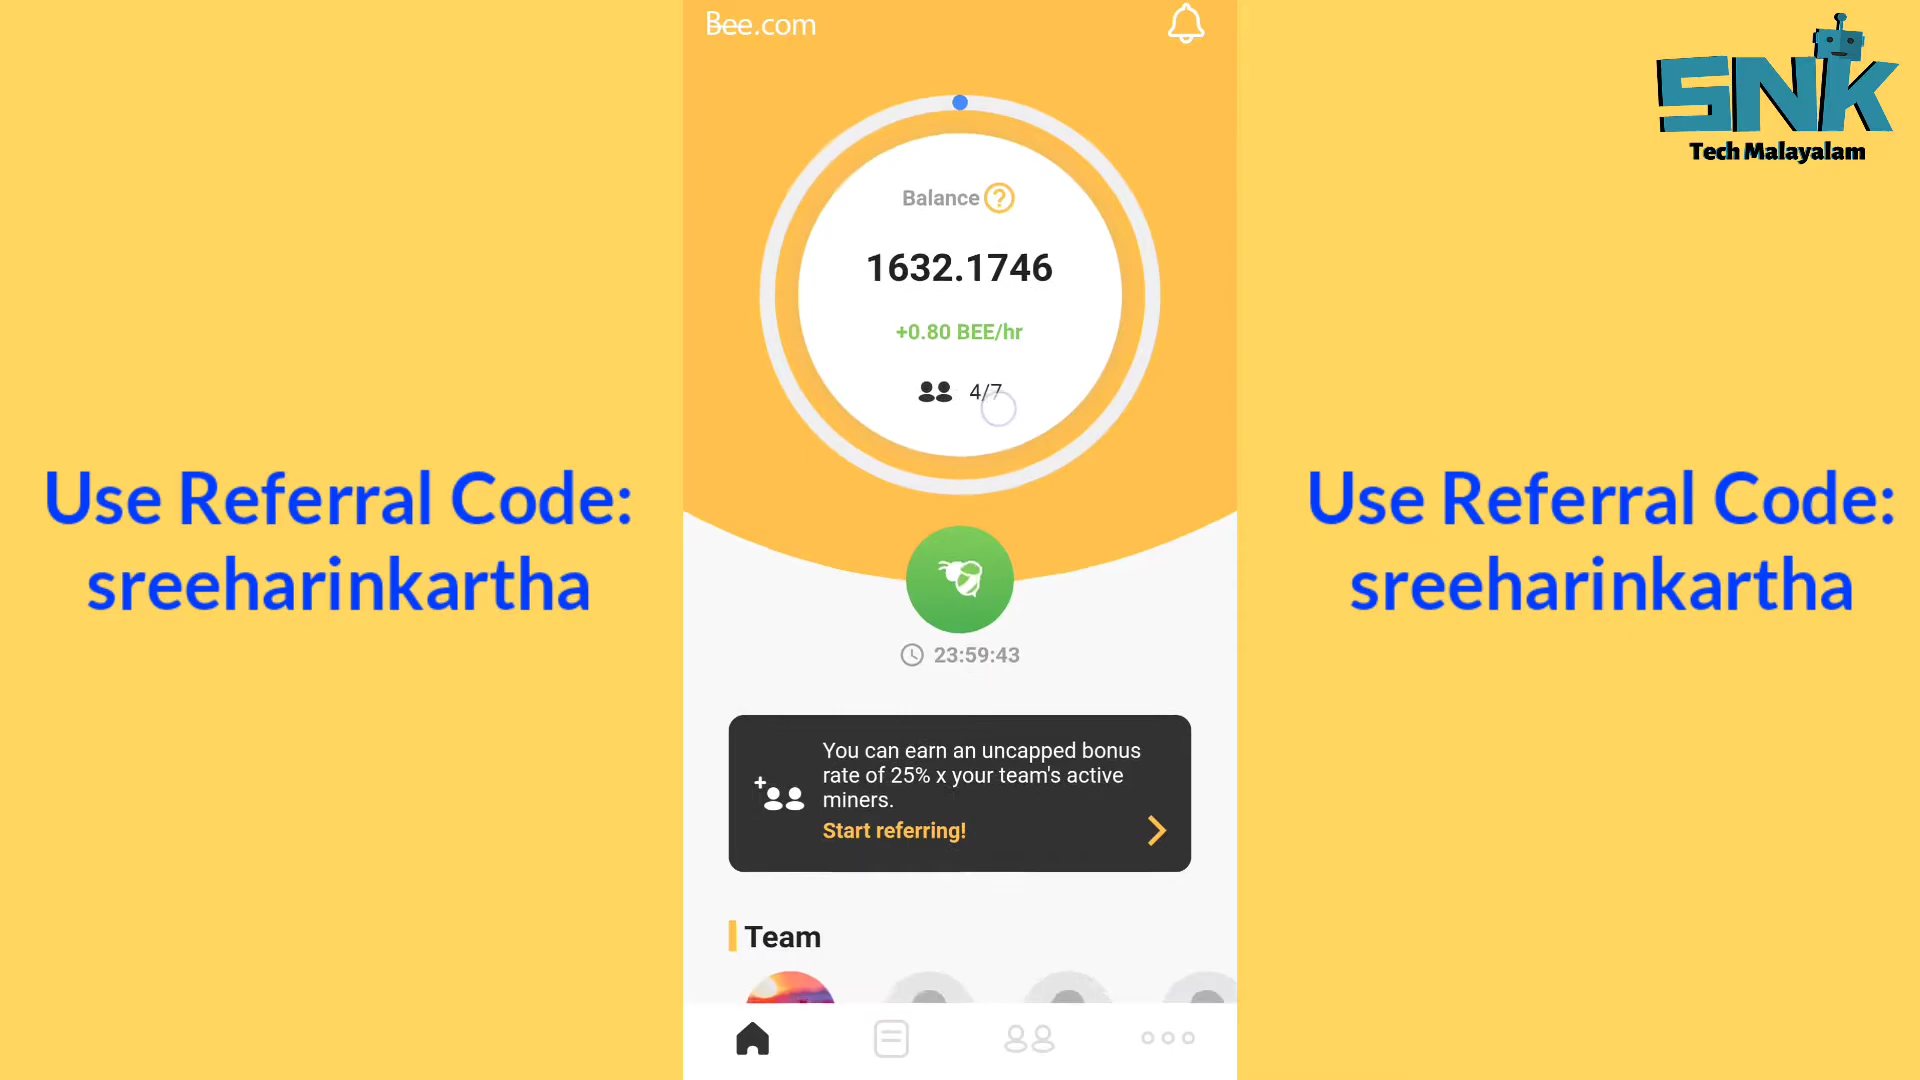 Bee.com
SNK
Tech Malayalam
Balance ?
1632.1746
+0.80 BEE/hr
4/7
Use Referral Code:
sreeharinkartha
Use Referral Code:
sreeharinkartha
23:59:43
You can earn an uncapped bonus
rate of 25% x your team's active
miners.
Start referring!
Team